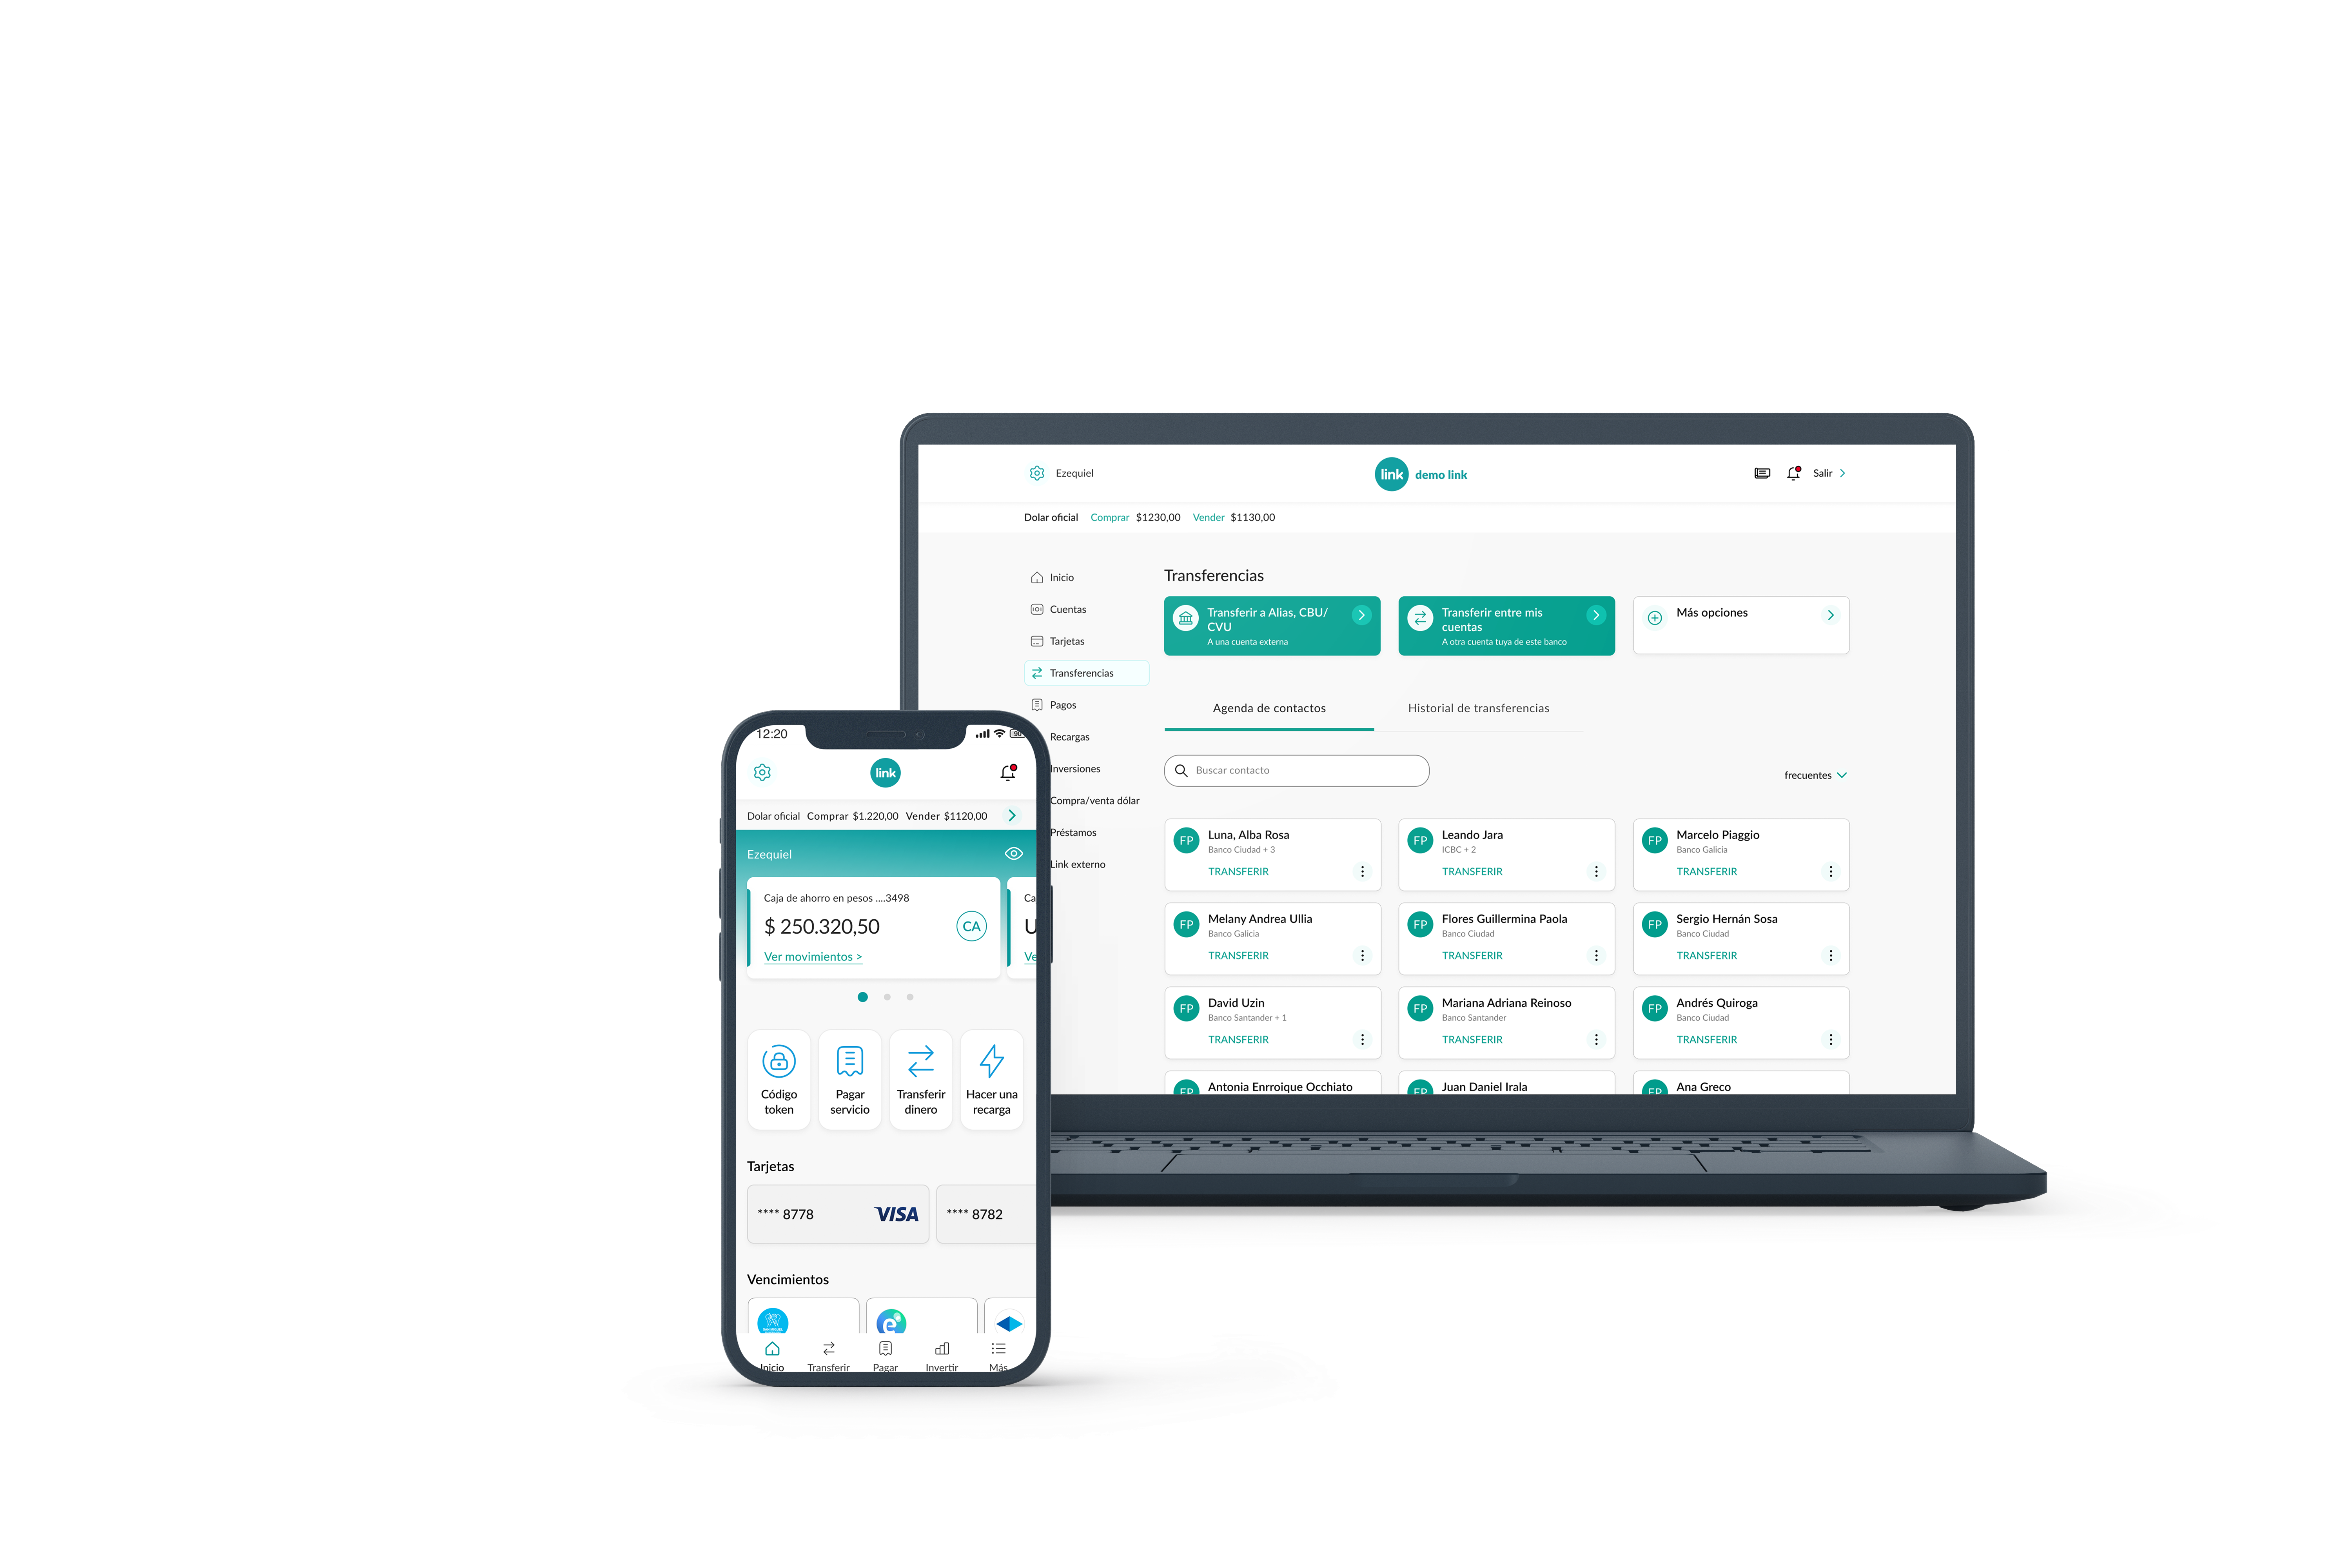 Ezequiel
link demo link
Salir
Dolar oficial Comprar $1230,00 Vender $1130,00
Inicio
Cuentas
Tarjetas
Transferencias
Pagos
Recargas
Inversiones
Compra/venta dólar
Préstamos
Link externo
Transferencias
Transferir a Alias, CBU/
CVU
A una cuenta externa
Transferir entre mis
cuentas
A otra cuenta tuya de este banco
Más opciones
Agenda de contactos
Historial de transferencias
Buscar contacto
frecuentes
FP
Luna, Alba Rosa
Banco Ciudad + 3
TRANSFERIR
FP
Leando Jara
ICBC + 2
TRANSFERIR
FP
Marcelo Piaggio
Banco Galicia
TRANSFERIR
FP
Melany Andrea Ullia
Banco Galicia
TRANSFERIR
FP
Flores Guillermina Paola
Banco Ciudad
TRANSFERIR
FP
Sergio Hernán Sosa
Banco Ciudad
TRANSFERIR
FP
David Uzin
Banco Santander + 1
TRANSFERIR
FP
Mariana Adriana Reinoso
Banco Santander
TRANSFERIR
FP
Andrés Quiroga
Banco Ciudad
TRANSFERIR
FP
Antonia Enrroique Occhiato
FP
Juan Daniel Irala
FP
Ana Greco
12:20
90
link
Dolar oficial Comprar $1.220,00 Vender $1120,00
Ezequiel
Caja de ahorro en pesos ....3498
$ 250.320,50
CA
Ver movimientos >
Ca
U
Ve
Código
token
Pagar
servicio
Transferir
dinero
Hacer una
recarga
Tarjetas
**** 8778 VISA
**** 8782
Vencimientos
e
Inicio
Transferir
Pagar
Invertir
Más